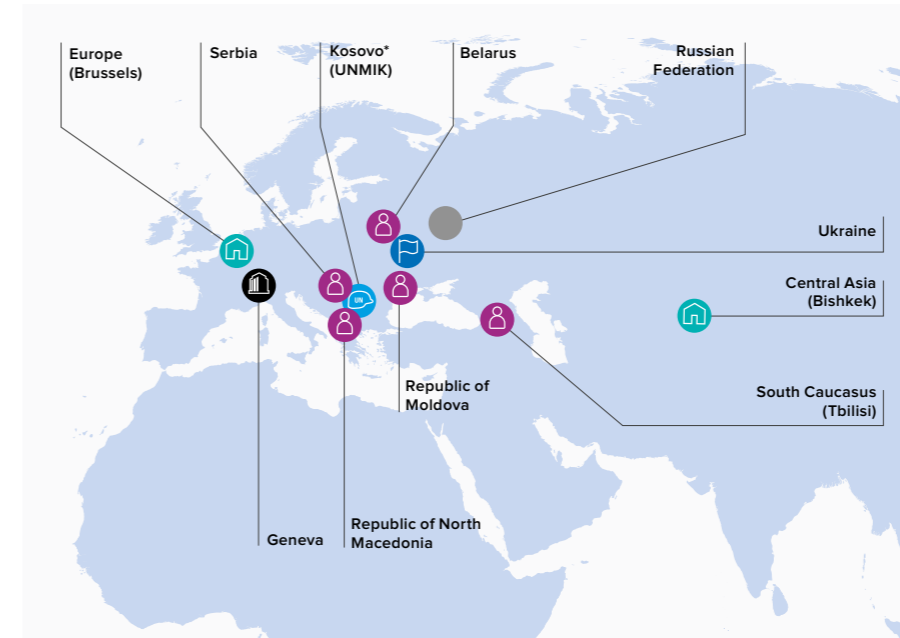 Europe
(Brussels)
Serbia
Kosovo*
(UNMIK)
Belarus
Russian
Federation
Ukraine
Central Asia
(Bishkek)
UN
South Caucasus
(Tbilisi)
Republic of
Moldova
Republic of North
Macedonia
Geneva